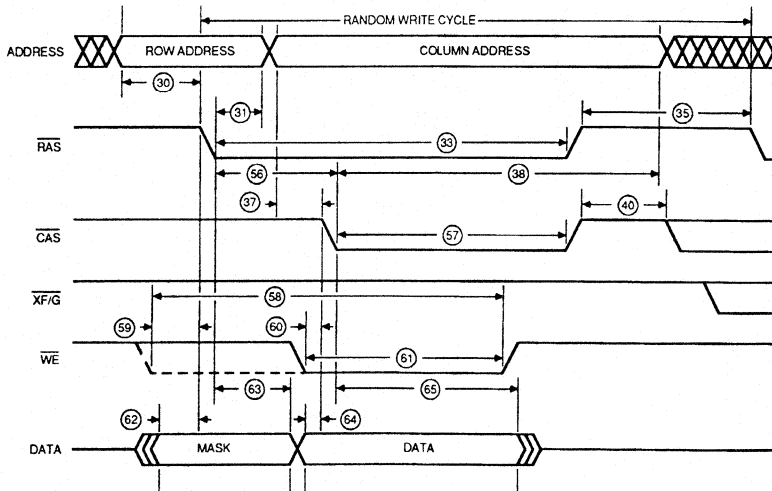 RANDOM WRITE CYCLE
ADDRESS ROW ADDRESS COLUMN ADDRESS
30
31 35
RAS 33
56 38
37 40
CAS 57
58
XF/G
59 60
WE 61
63 65
62 64
DATA MASK DATA